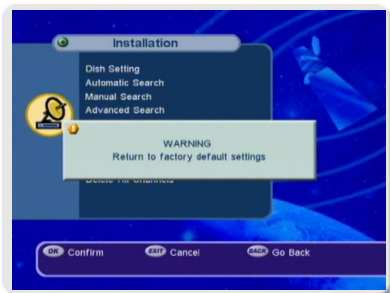 Installation
Dish Setting
Automatic Search
Manual Search
Advanced Search
WARNING
Return to factory default settings
Delete All Channels
OK Confirm EXIT Cancel BACK Go Back